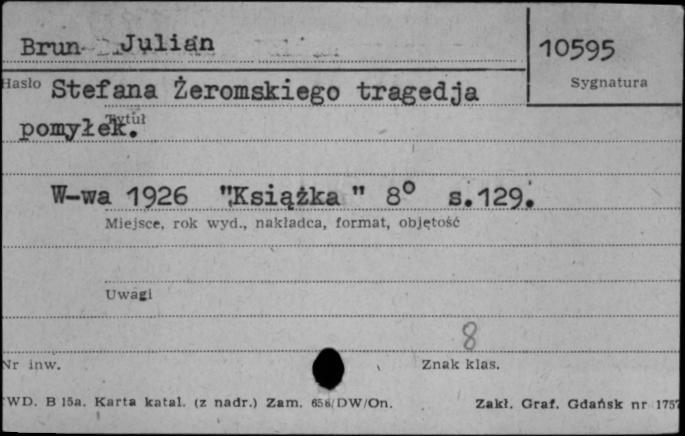 Brun Julian
10595
Hasło
Sygnatura
Stefana Żeromskiego tragedja
Tytuł
pomyłek.
W-wa 1926 "Książka" 8° s.129.
Miejsce, rok wyd., nakładca, format, objętość
Uwagi
8
Nr inw.
Znak klas.
WD. B 15a. Karta katal. (z nadr.) Zam. 658/DW/On.
Zakł. Graf. Gdańsk nr 1757